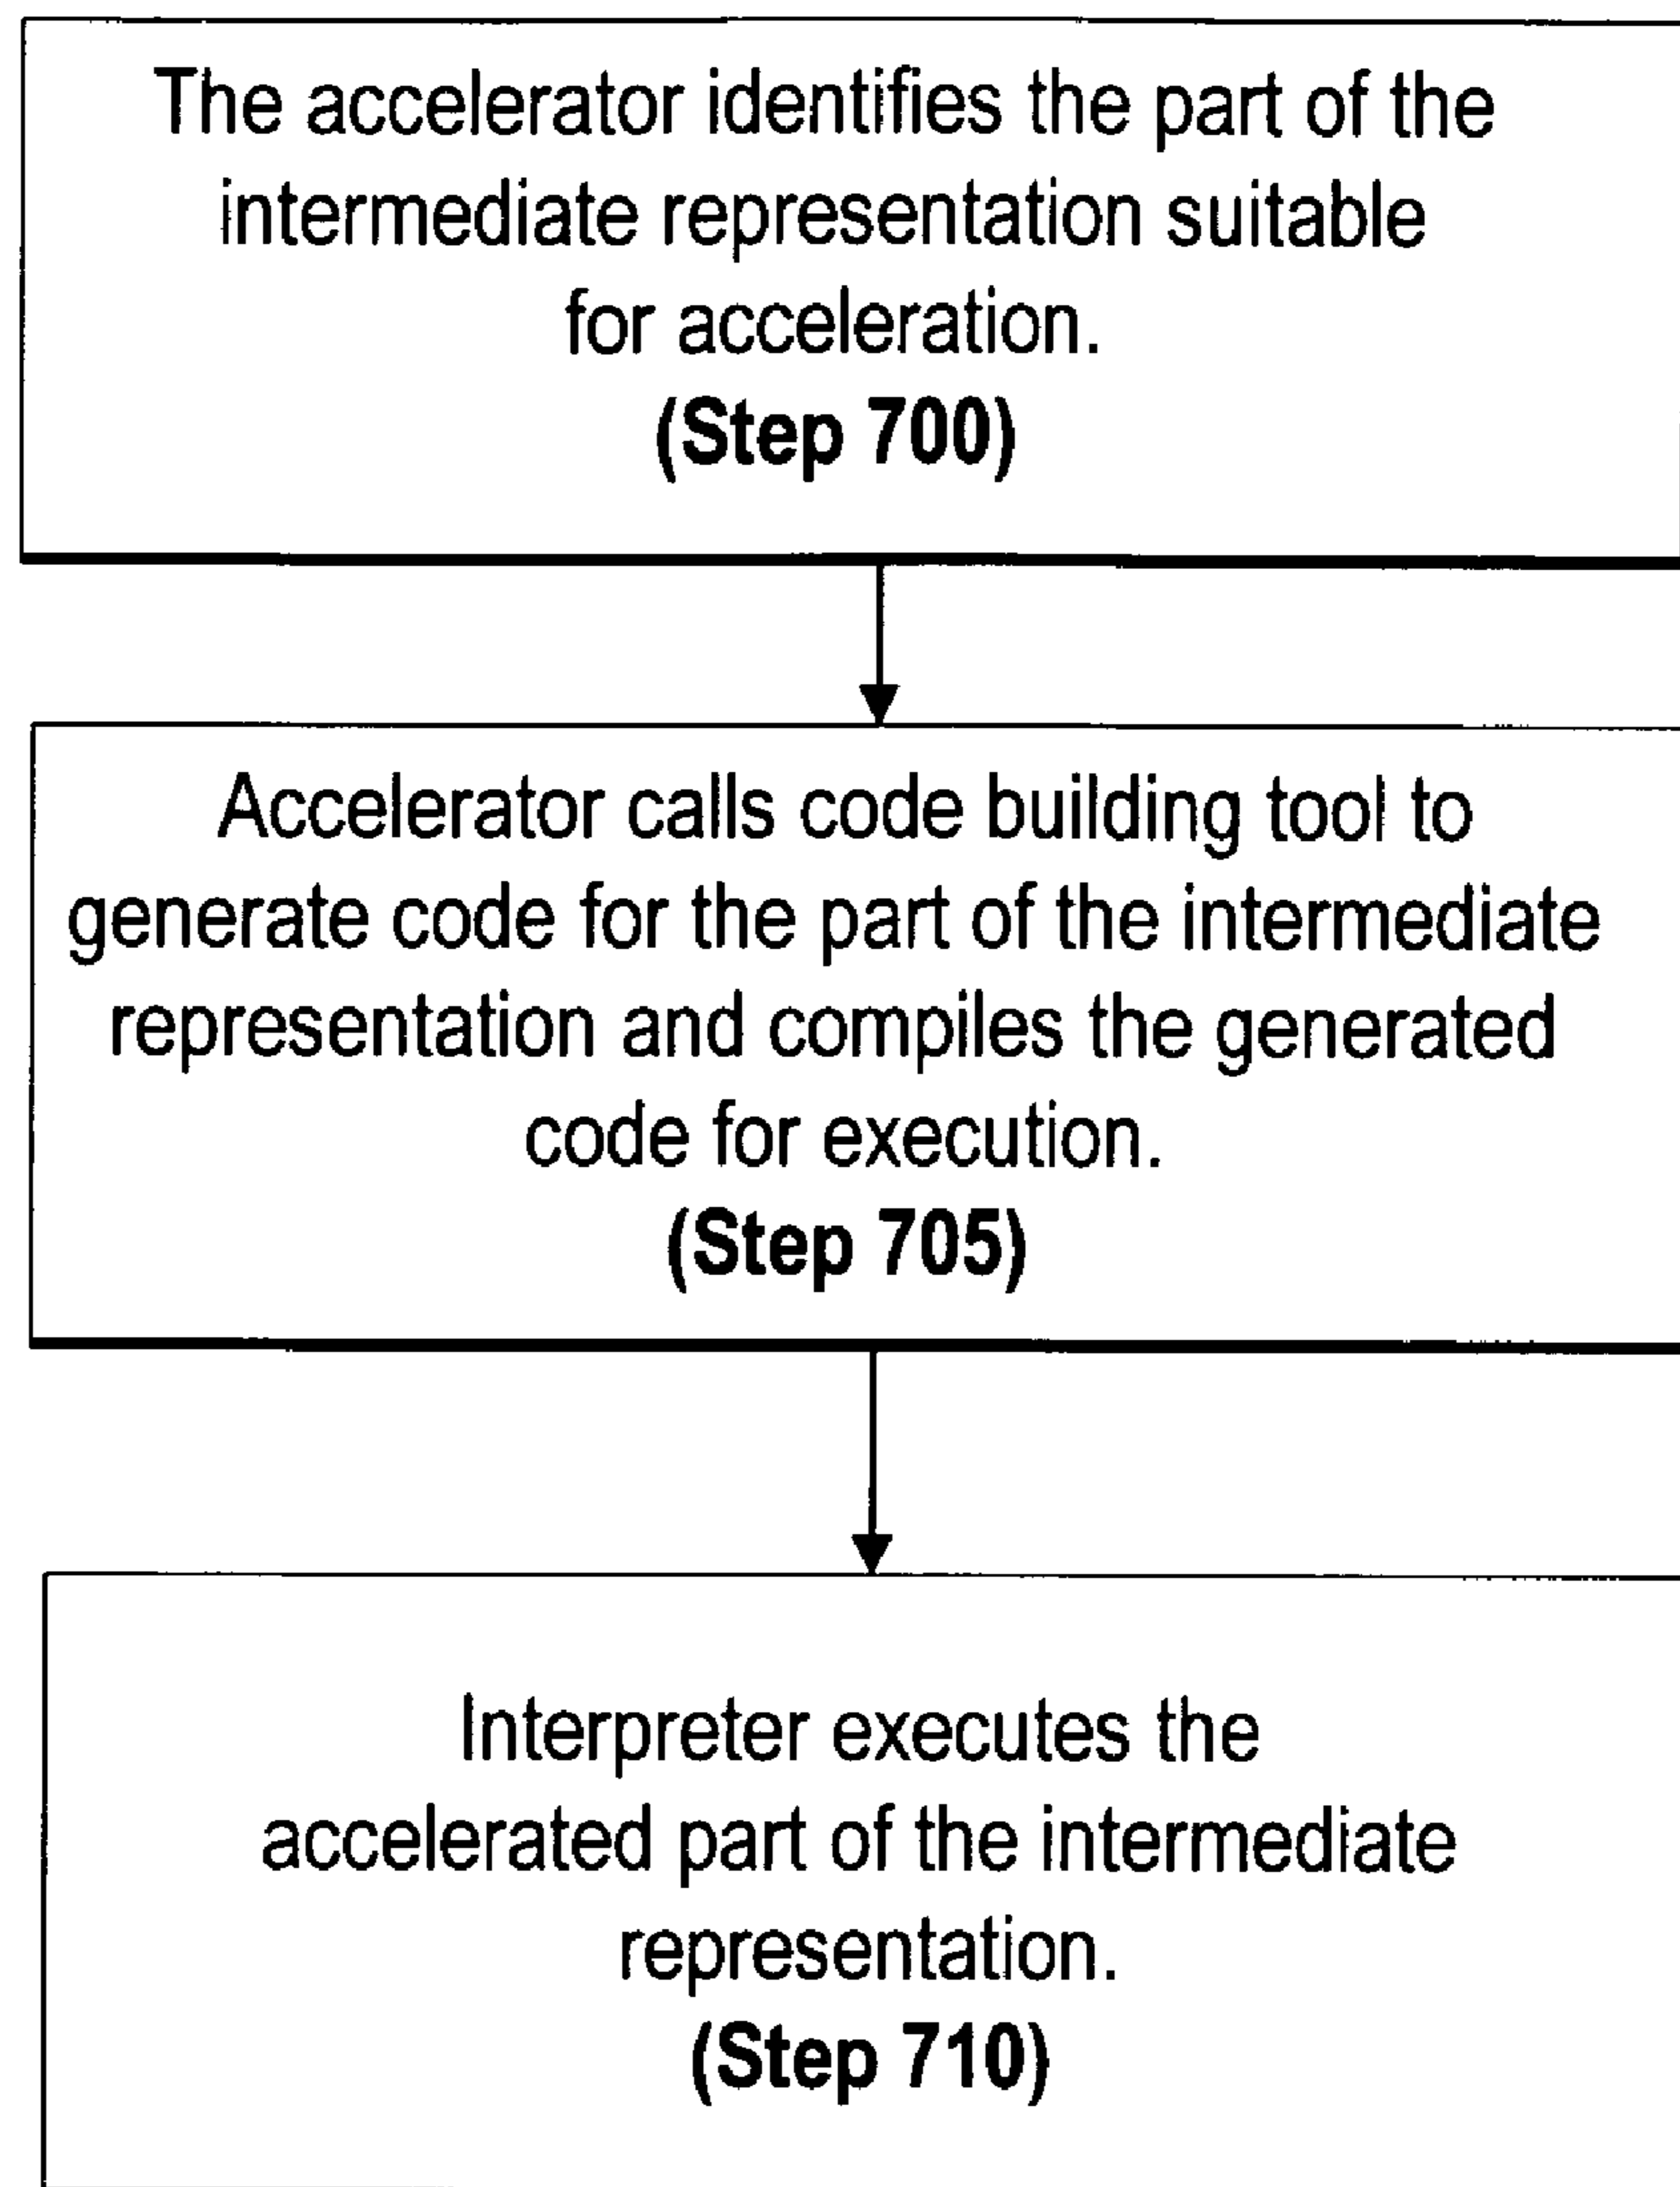 The accelerator identifies the part of the
intermediate representation suitable
for acceleration.
(Step 700)
Accelerator calls code building tool to
generate code for the part of the intermediate
representation and compiles the generated
code for execution.
(Step 705)
Interpreter executes the
accelerated part of the intermediate
representation.
(Step 710)